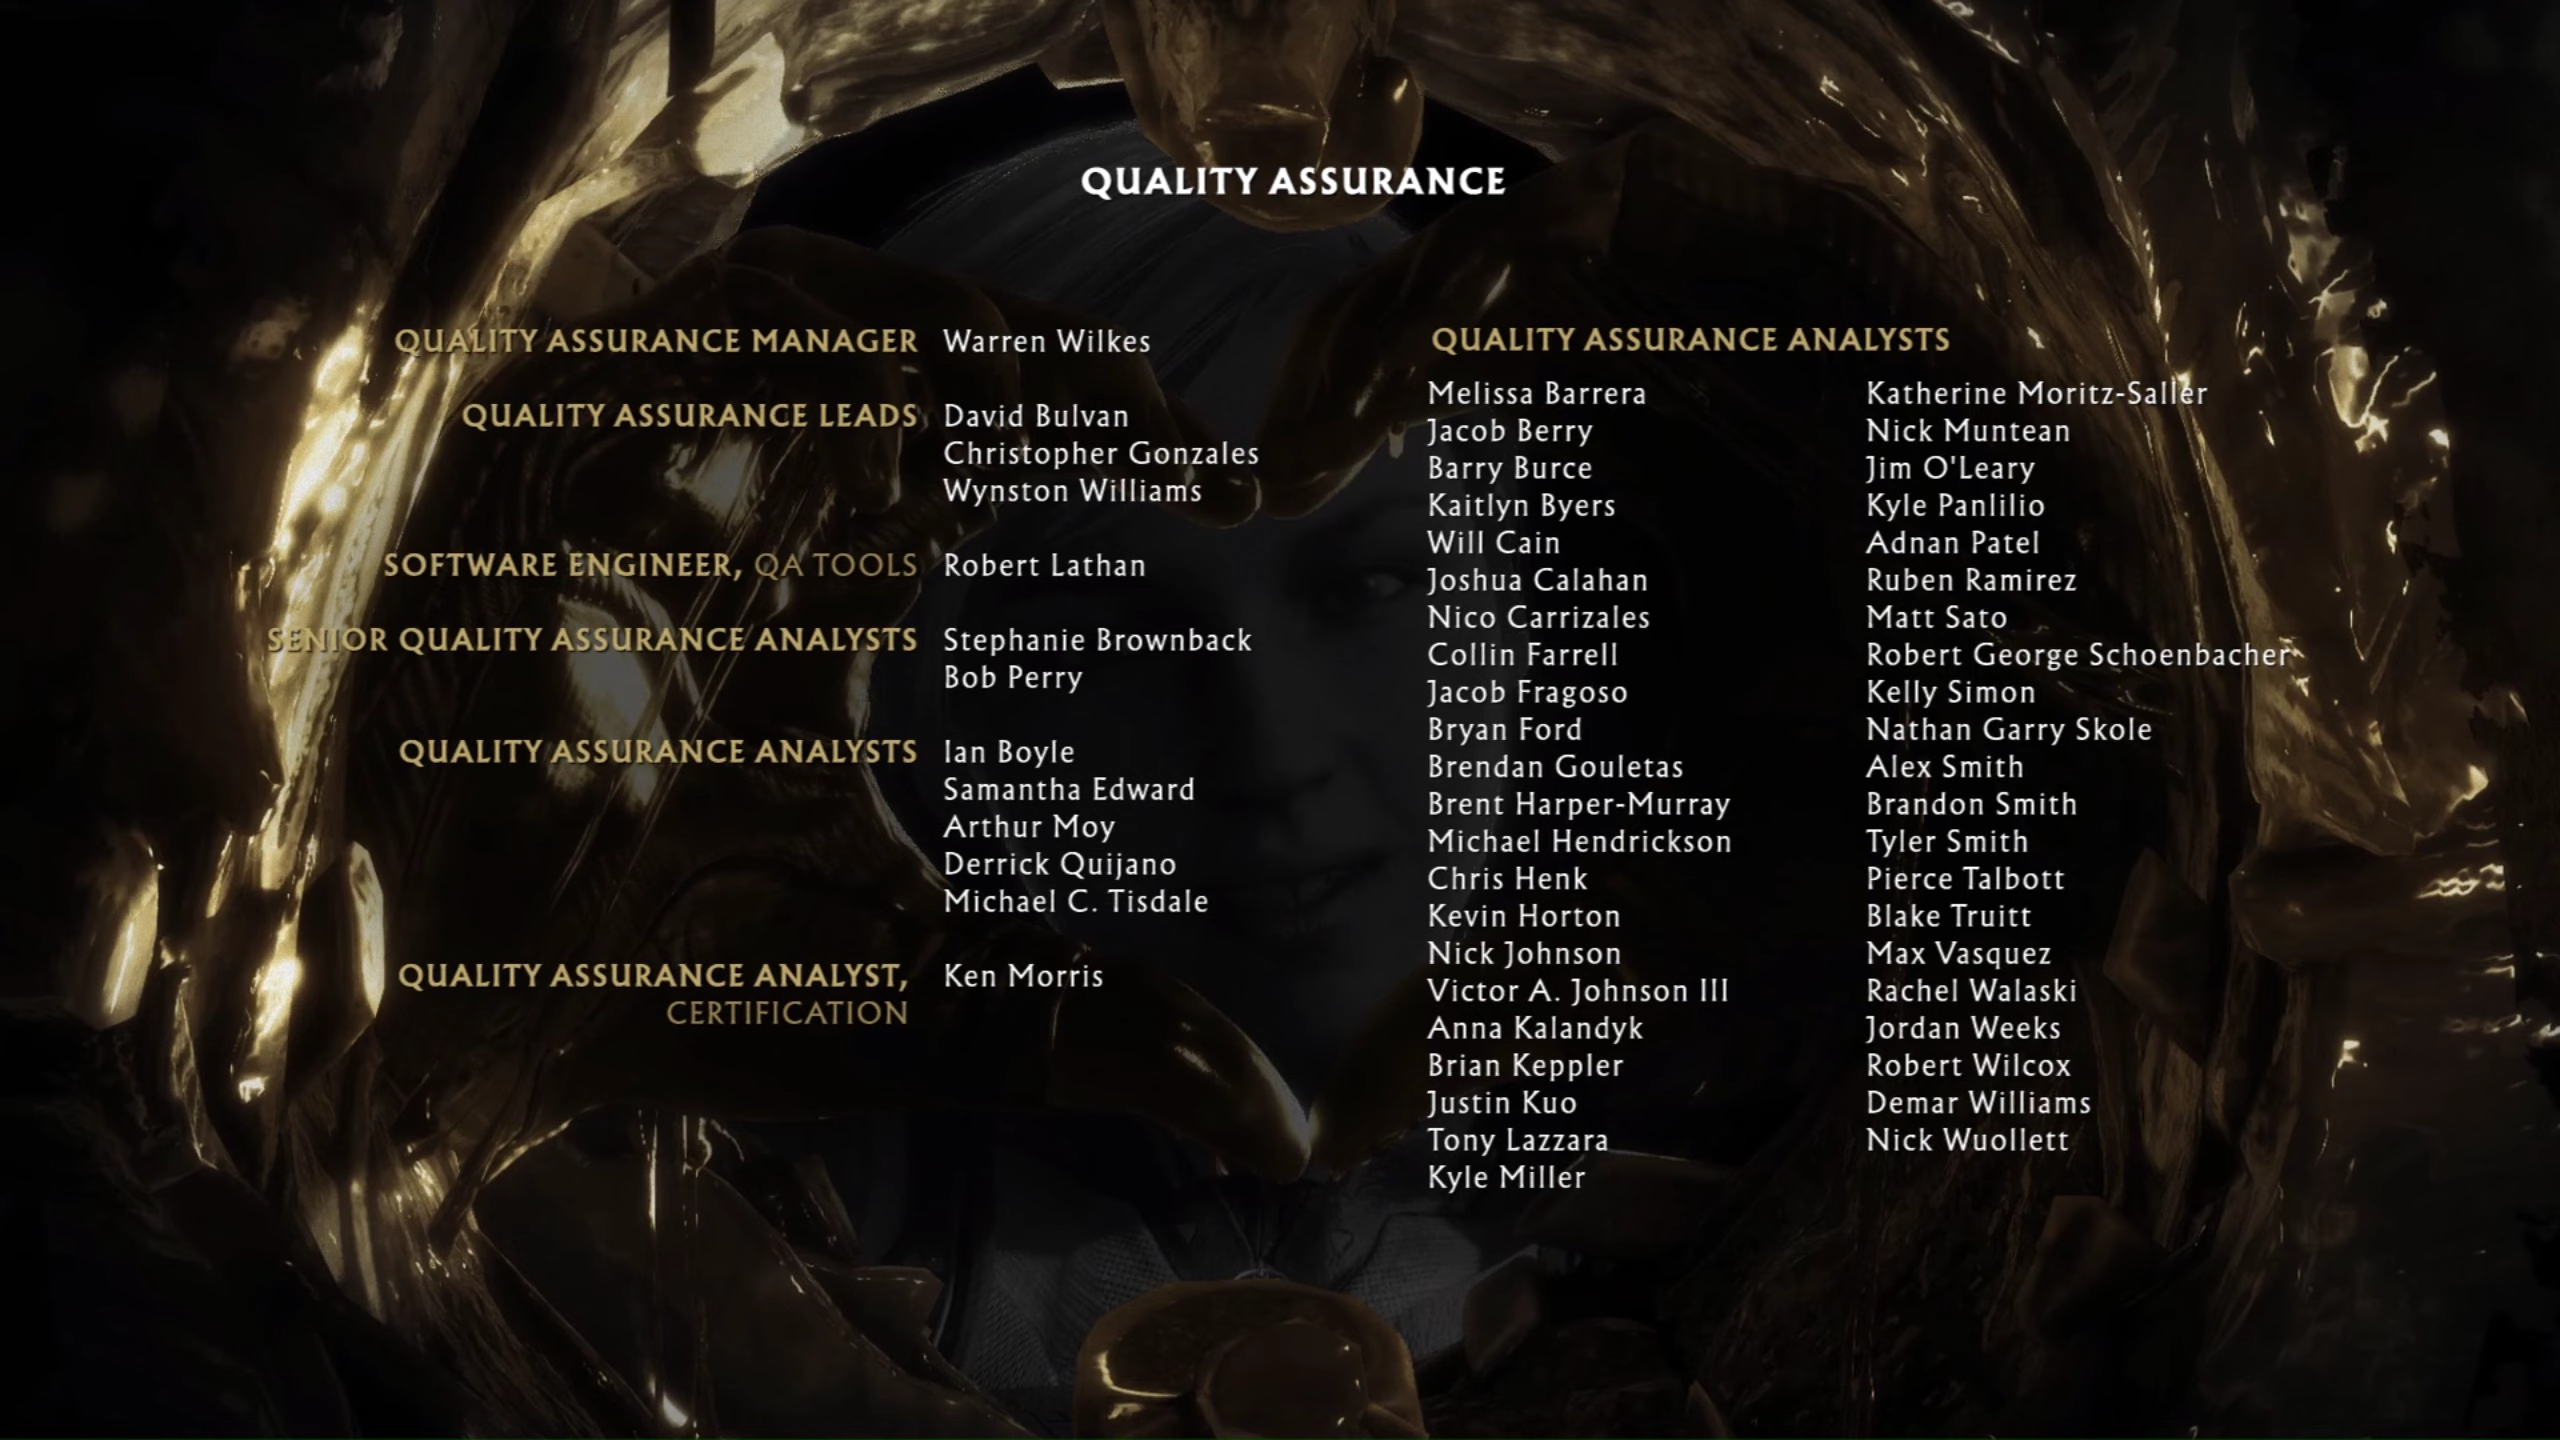 QUALITY ASSURANCE
QUALITY ASSURANCE MANAGER Warren Wilkes
QUALITY ASSURANCE LEADS David Bulvan
Christopher Gonzales
Wynston Williams
SOFTWARE ENGINEER, QA TOOLS Robert Lathan
SENIOR QUALITY ASSURANCE ANALYSTS Stephanie Brownback
Bob Perry
QUALITY ASSURANCE ANALYSTS Ian Boyle
Samantha Edward
Arthur Moy
Derrick Quijano
Michael C. Tisdale
QUALITY ASSURANCE ANALYST, Ken Morris
CERTIFICATION
QUALITY ASSURANCE ANALYSTS
Melissa Barrera
Jacob Berry
Barry Burce
Kaitlyn Byers
Will Cain
Joshua Calahan
Nico Carrizales
Collin Farrell
Jacob Fragoso
Bryan Ford
Brendan Gouletas
Brent Harper-Murray
Michael Hendrickson
Chris Henk
Kevin Horton
Nick Johnson
Victor A. Johnson III
Anna Kalandyk
Brian Keppler
Justin Kuo
Tony Lazzara
Kyle Miller
Katherine Moritz-Saller
Nick Muntean
Jim O'Leary
Kyle Panlilio
Adnan Patel
Ruben Ramirez
Matt Sato
Robert George Schoenbacher
Kelly Simon
Nathan Garry Skole
Alex Smith
Brandon Smith
Tyler Smith
Pierce Talbott
Blake Truitt
Max Vasquez
Rachel Walaski
Jordan Weeks
Robert Wilcox
Demar Williams
Nick Wuollett